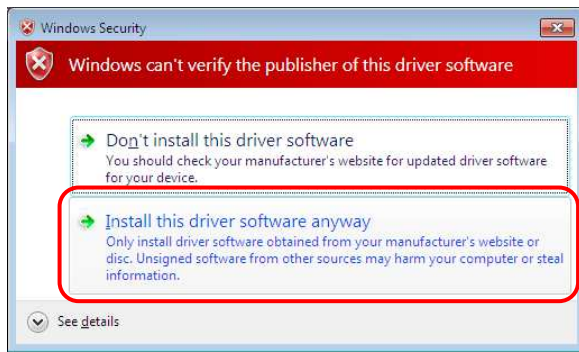 Windows Security
Windows can't verify the publisher of this driver software
Don't install this driver software
You should check your manufacturer's website for updated driver software
for your device.
Install this driver software anyway
Only install driver software obtained from your manufacturer's website or
disc. Unsigned software from other sources may harm your computer or steal
information.
See details